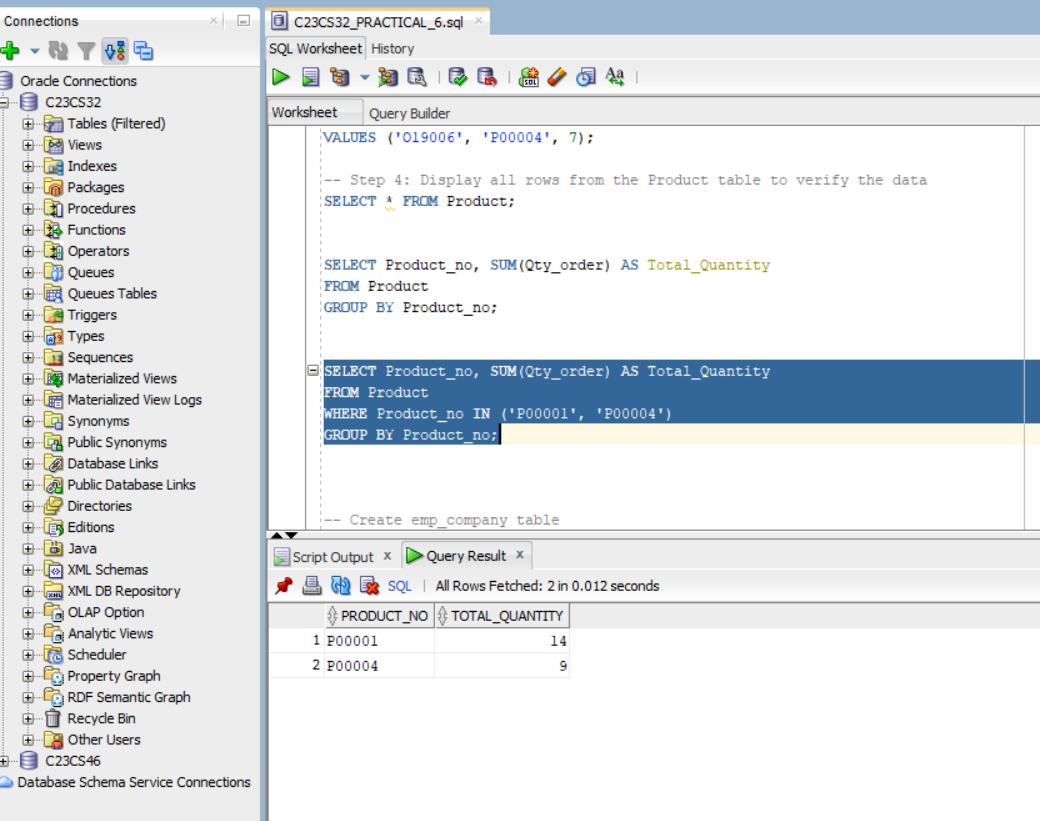 Connections
Oracle Connections
C23CS32
Tables (Filtered)
Views
Indexes
Packages
Procedures
Functions
Operators
Queues
Queues Tables
Triggers
Types
Sequences
Materialized Views
Materialized View Logs
Synonyms
Public Synonyms
Database Links
Public Database Links
Directories
Editions
Java
XML Schemas
XML DB Repository
OLAP Option
Analytic Views
Scheduler
Property Graph
RDF Semantic Graph
Recycle Bin
Other Users
C23CS46
Database Schema Service Connections
C23CS32_PRACTICAL_6.sql
SQL Worksheet History
Worksheet Query Builder
VALUES ('O19006', 'P00004', 7);
-- Step 4: Display all rows from the Product table to verify the data
SELECT * FROM Product;
SELECT Product_no, SUM(Qty_order) AS Total_Quantity
FROM Product
GROUP BY Product_no;
SELECT Product_no, SUM(Qty_order) AS Total_Quantity
FROM Product
WHERE Product_no IN ('P00001', 'P00004')
GROUP BY Product_no;
-- Create emp_company table
Script Output x Query Result x
SQL | All Rows Fetched: 2 in 0.012 seconds
PRODUCT_NO TOTAL_QUANTITY
1 P00001 14
2 P00004 9